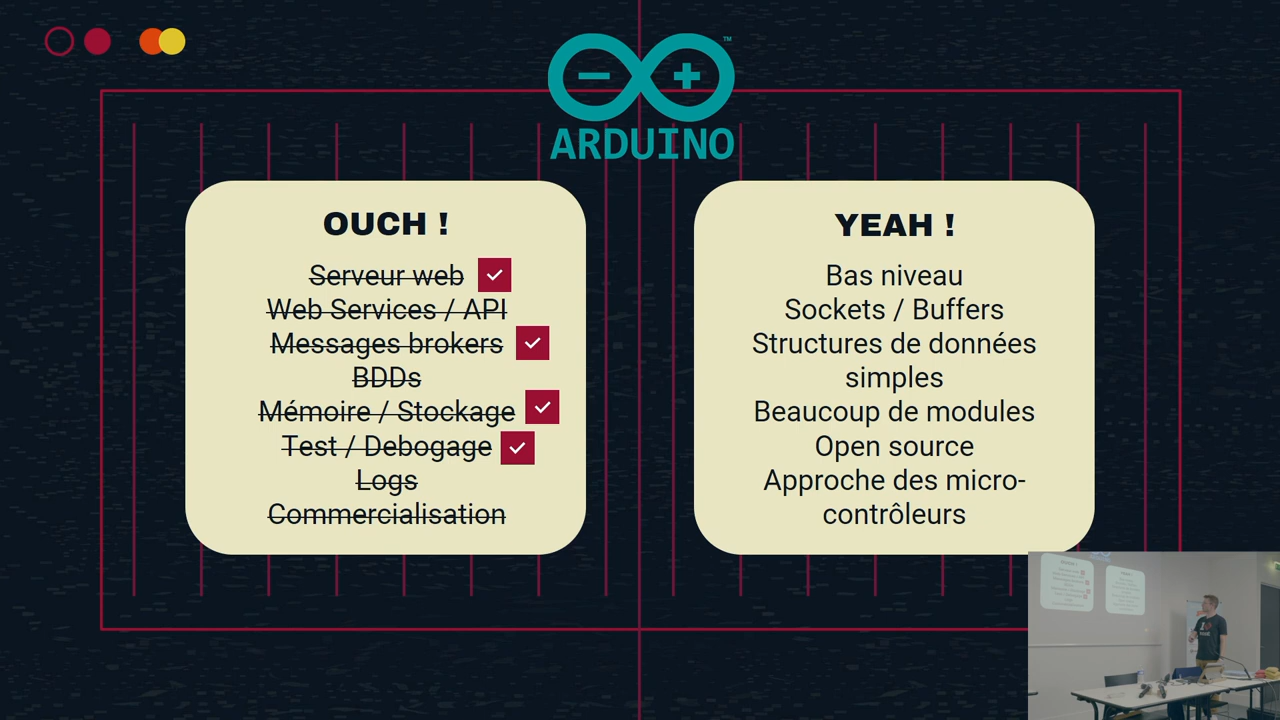 ARDUINO
TM
OUCH !
Serveur web
Web Services / API
Messages brokers
BDDs
Mémoire / Stockage
Test / Debogage
Logs
Commercialisation
YEAH !
Bas niveau
Sockets / Buffers
Structures de données
simples
Beaucoup de modules
Open source
Approche des micro-
contrôleurs